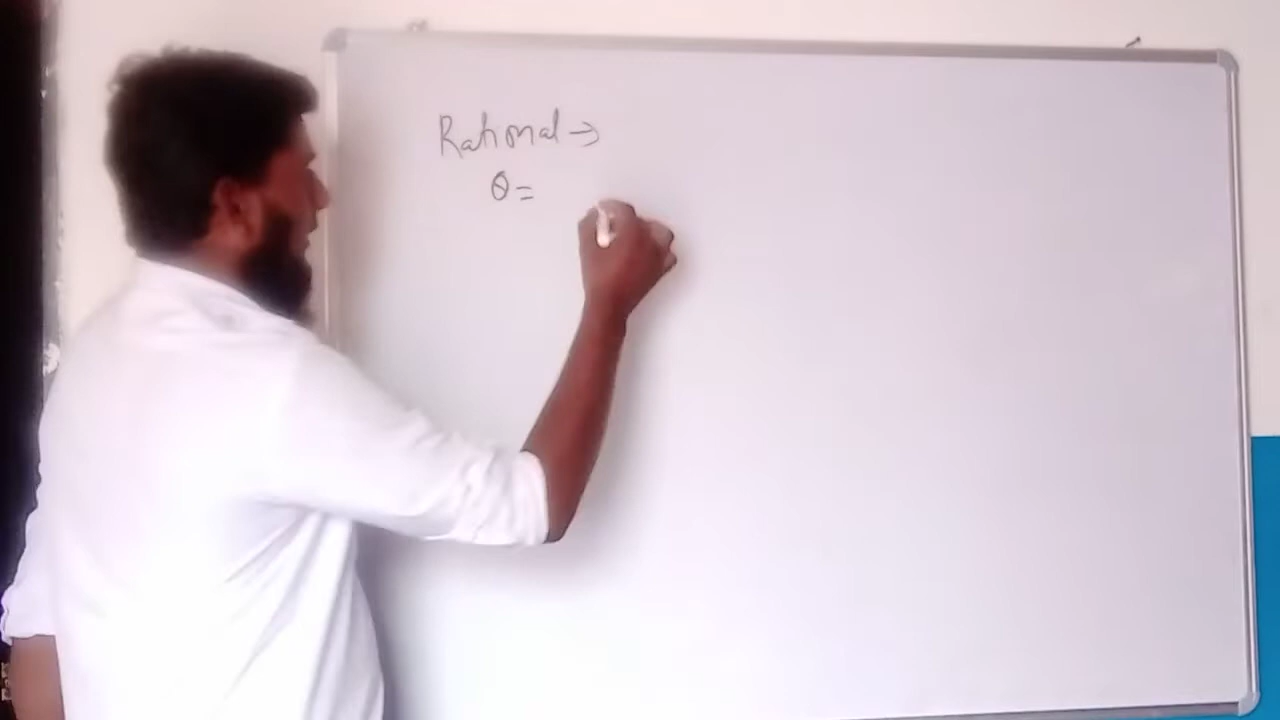 Rational →
Q =